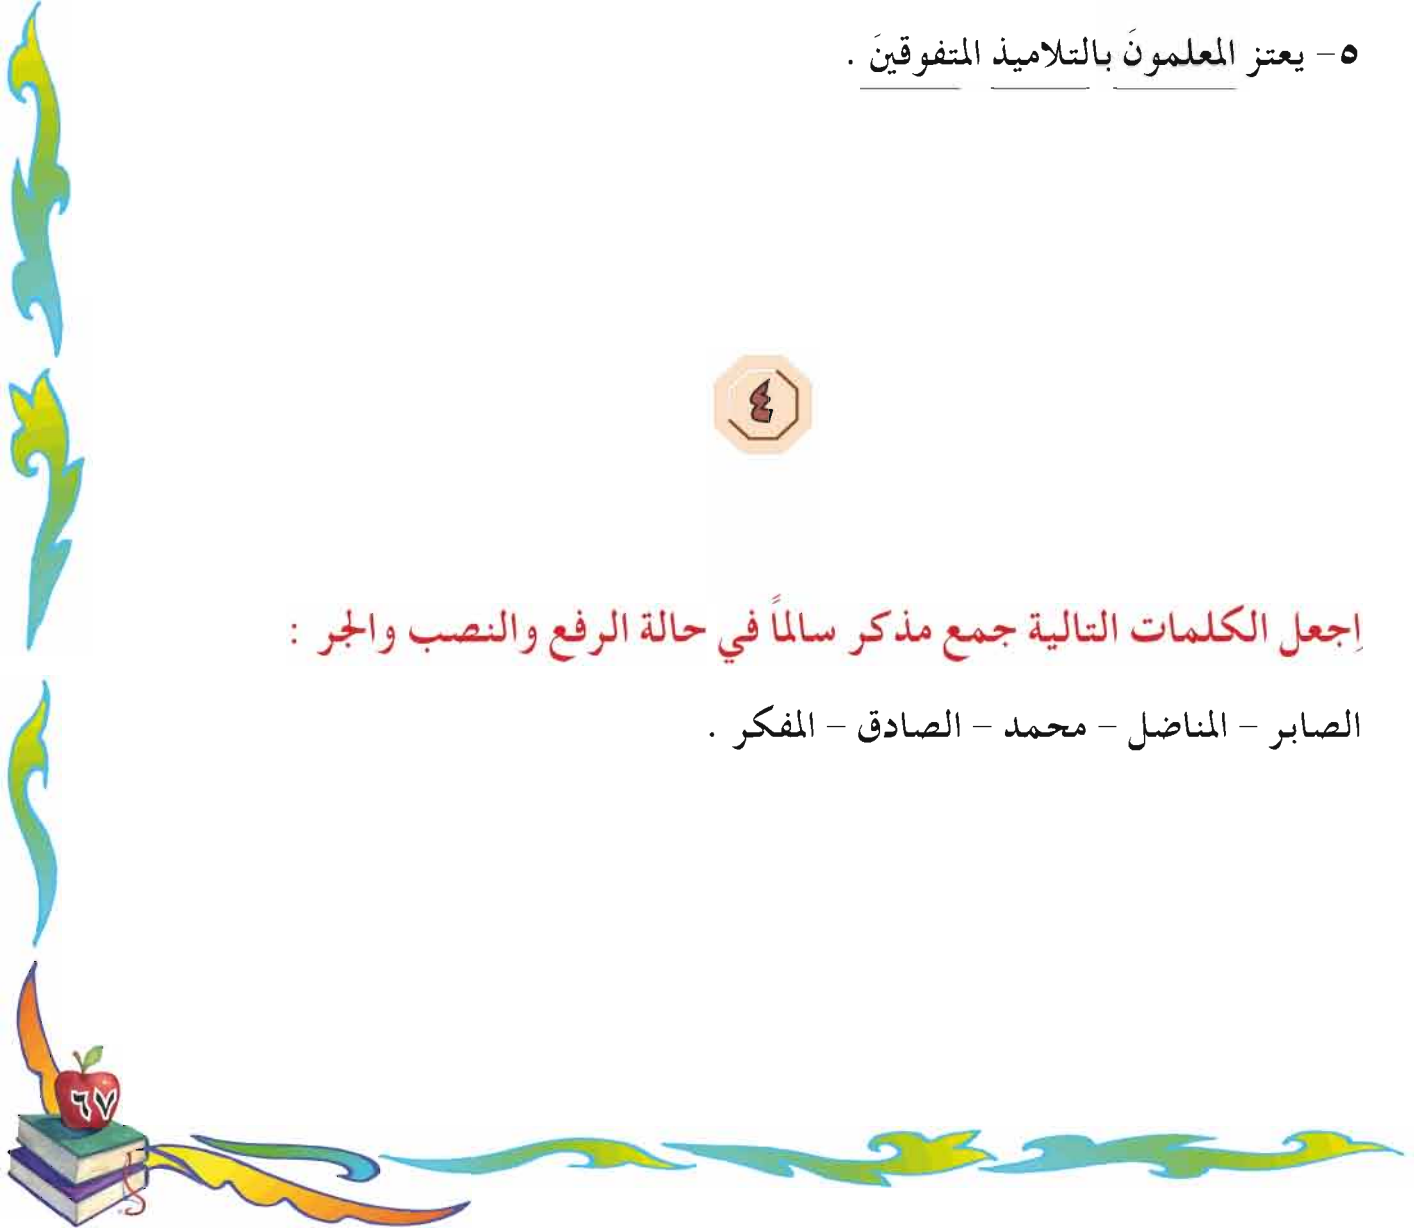 ٥- يعتز المعلمونَ بالتلاميذ المتفوقينَ .
٤
اِجعل الكلمات التالية جمع مذكر سالماً في حالة الرفع والنصب والجر :
الصابر - المناضل - محمد - الصادق - المفكر .
٦٧